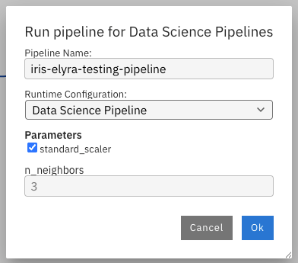 Run pipeline for Data Science Pipelines
Pipeline Name:
iris-elyra-testing-pipeline
Runtime Configuration:
Data Science Pipeline
Parameters
standard_scaler
n_neighbors
3
Cancel Ok